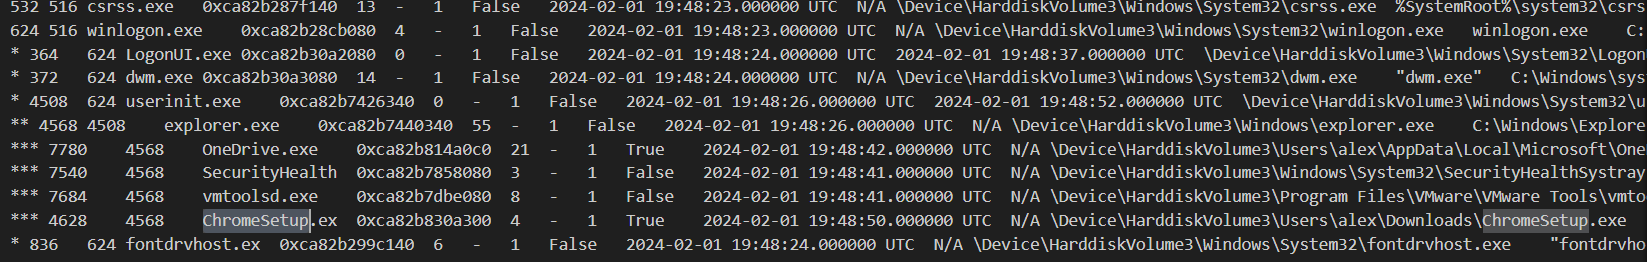 532 516 csrss.exe 0xca82b287f140 13 - 1 False 2024-02-01 19:48:23.000000 UTC N/A \Device\HarddiskVolume3\Windows\System32\csrss.exe %SystemRoot%\system32\csrs
624 516 winlogon.exe 0xca82b28cb080 4 - 1 False 2024-02-01 19:48:23.000000 UTC N/A \Device\HarddiskVolume3\Windows\System32\winlogon.exe winlogon.exe C:
* 364 624 LogonUI.exe 0xca82b30a2080 0 - 1 False 2024-02-01 19:48:24.000000 UTC 2024-02-01 19:48:37.000000 UTC \Device\HarddiskVolume3\Windows\System32\Logon
* 372 624 dwm.exe 0xca82b30a3080 14 - 1 False 2024-02-01 19:48:24.000000 UTC N/A \Device\HarddiskVolume3\Windows\System32\dwm.exe "dwm.exe" C:\Windows\sys
* 4508 624 userinit.exe 0xca82b7426340 0 - 1 False 2024-02-01 19:48:26.000000 UTC 2024-02-01 19:48:52.000000 UTC \Device\HarddiskVolume3\Windows\System32\u
** 4568 4508 explorer.exe 0xca82b7440340 55 - 1 False 2024-02-01 19:48:26.000000 UTC N/A \Device\HarddiskVolume3\Windows\explorer.exe C:\Windows\Explore
*** 7780 4568 OneDrive.exe 0xca82b814a0c0 21 - 1 True 2024-02-01 19:48:42.000000 UTC N/A \Device\HarddiskVolume3\Users\alex\AppData\Local\Microsoft\One
*** 7540 4568 SecurityHealth 0xca82b7858080 3 - 1 False 2024-02-01 19:48:41.000000 UTC N/A \Device\HarddiskVolume3\Windows\System32\SecurityHealthSystray
*** 7684 4568 vmtoolsd.exe 0xca82b7dbe080 8 - 1 False 2024-02-01 19:48:41.000000 UTC N/A \Device\HarddiskVolume3\Program Files\VMware\VMware Tools\vmto
*** 4628 4568 ChromeSetup.ex 0xca82b830a300 4 - 1 True 2024-02-01 19:48:50.000000 UTC N/A \Device\HarddiskVolume3\Users\alex\Downloads\ChromeSetup.exe
* 836 624 fontdrvhost.ex 0xca82b299c140 6 - 1 False 2024-02-01 19:48:24.000000 UTC N/A \Device\HarddiskVolume3\Windows\System32\fontdrvhost.exe "fontdrvho